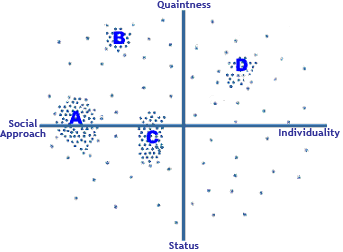 Quaintness
B
D
A
Social
Approach
Individuality
C
Status